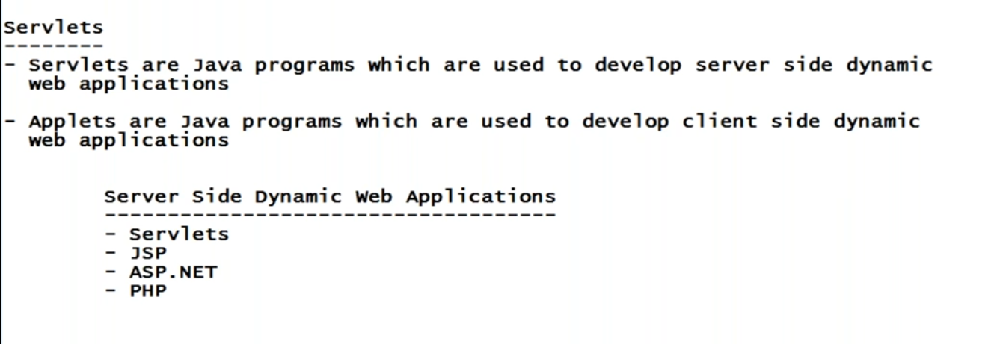 Servlets
--------
- Servlets are Java programs which are used to develop server side dynamic
web applications
- Applets are Java programs which are used to develop client side dynamic
web applications
Server Side Dynamic Web Applications
------------------------------------
- Servlets
- JSP
- ASP.NET
- PHP